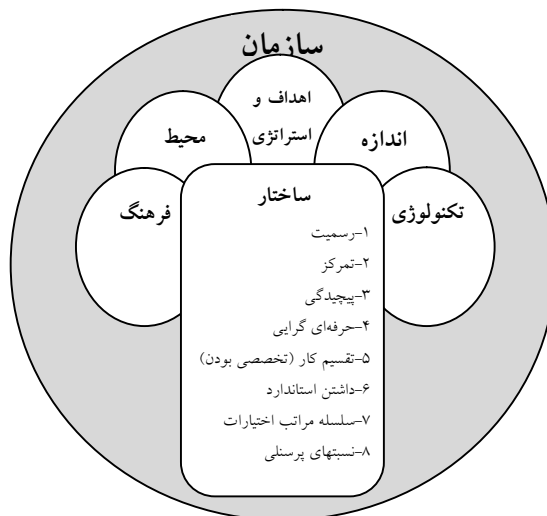 سازمان
اهداف و
استراتژی
محیط
اندازه
فرهنگ
تکنولوژی
ساختار
۱-رسمیت
۲-تمرکز
۳-پیچیدگی
۴-حرفه‌ای گرایی
۵-تقسیم کار (تخصصی بودن)
۶-داشتن استاندارد
۷-سلسله مراتب اختیارات
۸-نسبتهای پرسنلی